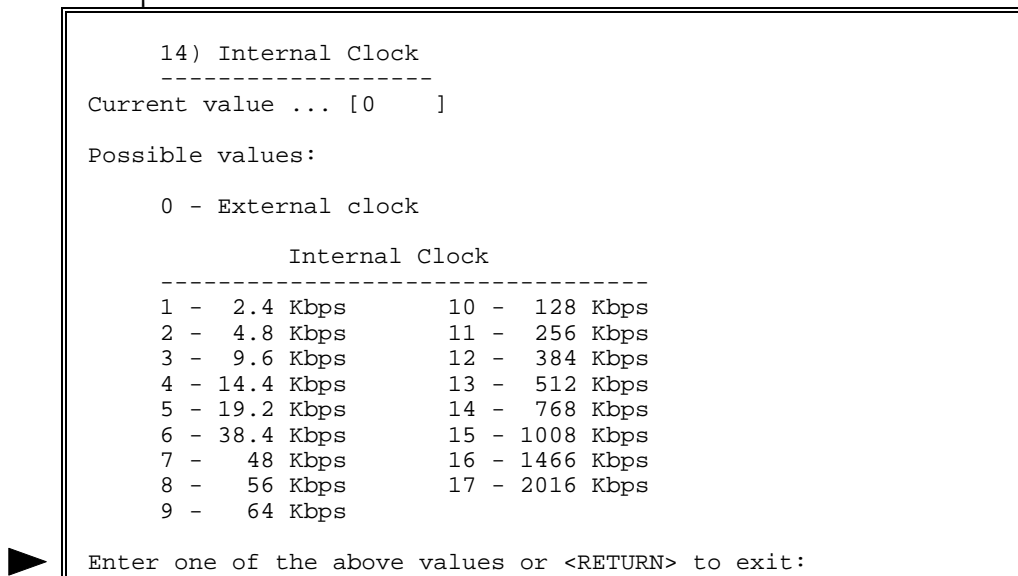 14) Internal Clock
-------------------
Current value ... [0     ]
Possible values:
0 - External clock
Internal Clock
----------------------------------
1 -  2.4 Kbps      10 -  128 Kbps
2 -  4.8 Kbps      11 -  256 Kbps
3 -  9.6 Kbps      12 -  384 Kbps
4 - 14.4 Kbps      13 -  512 Kbps
5 - 19.2 Kbps      14 -  768 Kbps
6 - 38.4 Kbps      15 - 1008 Kbps
7 -   48 Kbps      16 - 1466 Kbps
8 -   56 Kbps      17 - 2016 Kbps
9 -   64 Kbps
Enter one of the above values or <RETURN> to exit: